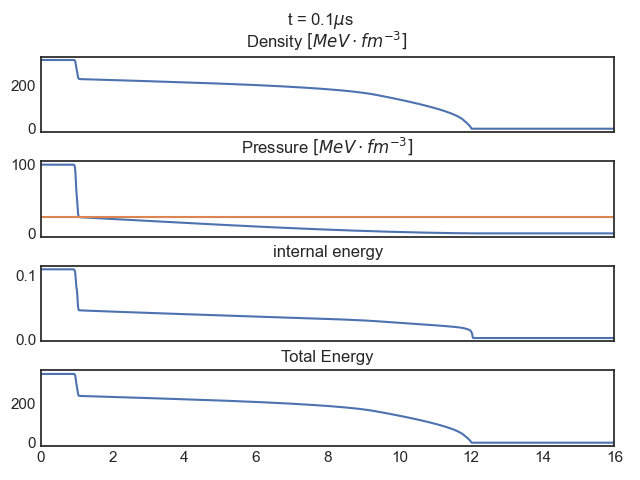 t = 0.1μs
Density [MeV · fm⁻³]
200
0
Pressure [MeV · fm⁻³]
100
0
internal energy
0.1
0.0
Total Energy
200
0
0 2 4 6 8 10 12 14 16